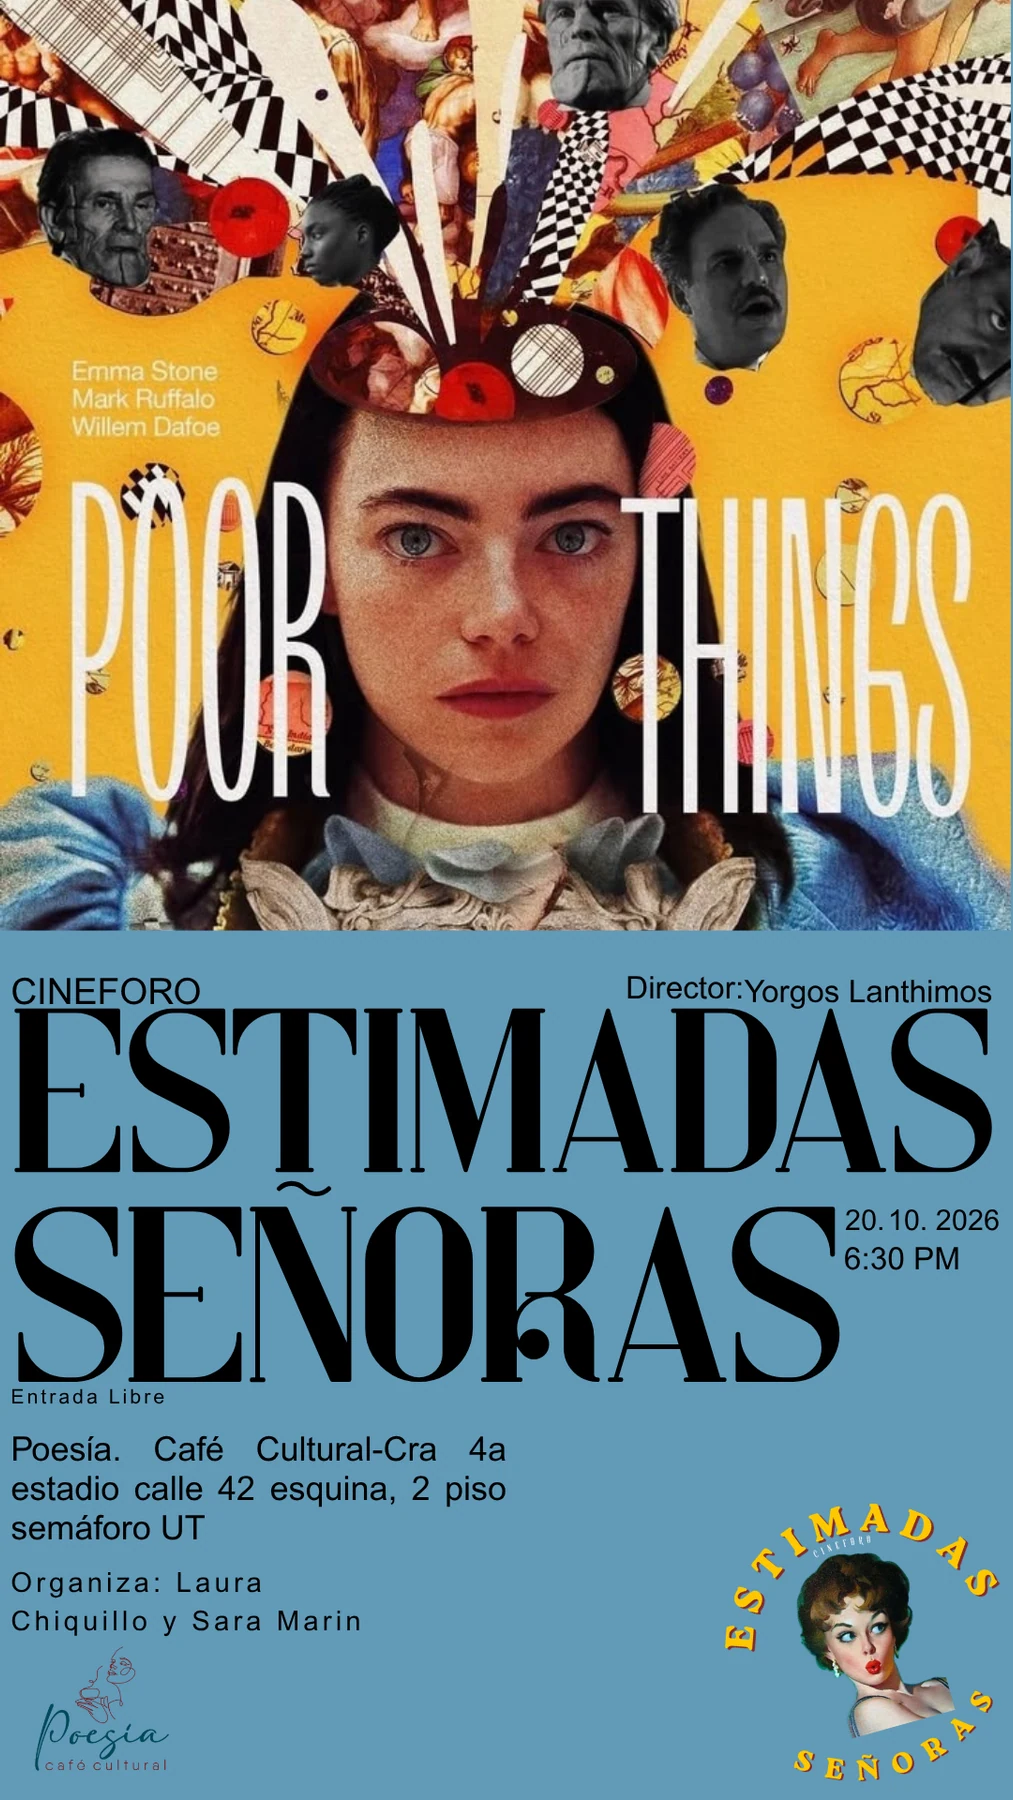 Emma Stone
Mark Ruffalo
Willem Dafoe
POOR THINGS
CINEFORO
Director:Yorgos Lanthimos
ESTIMADAS
SEÑORAS
20.10. 2026
6:30 PM
Entrada Libre
Poesía. Café Cultural-Cra 4a
estadio calle 42 esquina, 2 piso
semáforo UT
Organiza: Laura
Chiquillo y Sara Marin
Poesía
café cultural
ESTIMADAS
CINEFORO
SEÑORAS